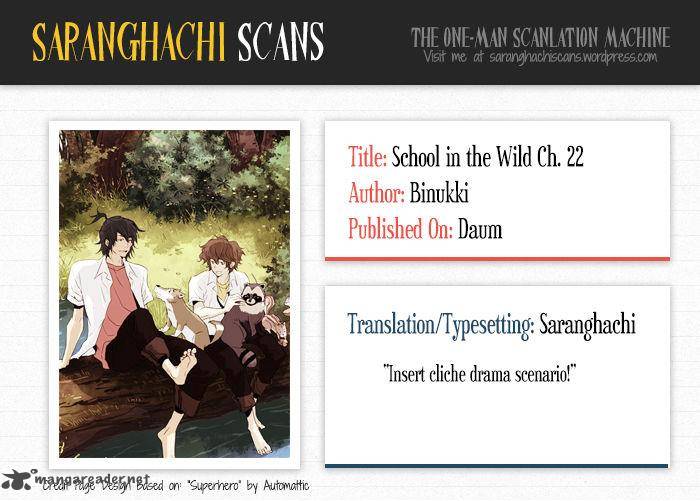 SARANGHACHI SCANS
THE ONE-MAN SCANLATION MACHINE
Visit me at saranghachiscans.wordpress.com
Title: School in the Wild Ch. 22
Author: Binukki
Published On: Daum
Translation/Typesetting: Saranghachi
"Insert cliche drama scenario!"
mangareader.net
Credit Page Design Based on: "Superhero" by Automattic